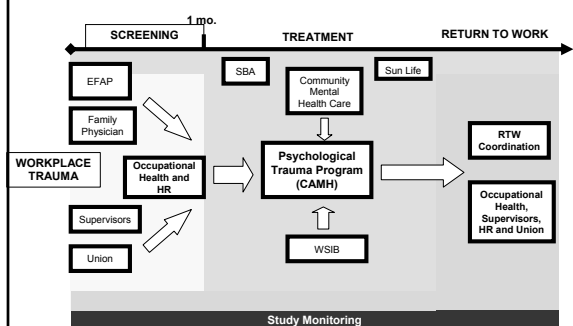 1 mo.
SCREENING
TREATMENT
RETURN TO WORK
EFAP
Family
Physician
WORKPLACE
TRAUMA
Occupational
Health and
HR
Supervisors
Union
SBA
Community
Mental
Health Care
Sun Life
Psychological
Trauma Program
(CAMH)
WSIB
RTW
Coordination
Occupational
Health,
Supervisors,
HR and Union
Study Monitoring